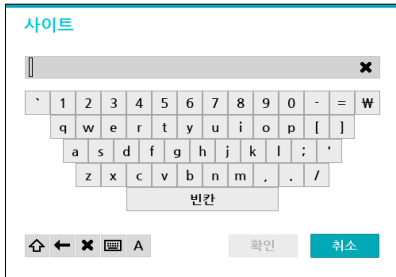 사이트
` 1 2 3 4 5 6 7 8 9 0 - = ₩
q w e r t y u i o p [ ]
a s d f g h j k l ; '
z x c v b n m , . /
빈칸
A 확인 취소